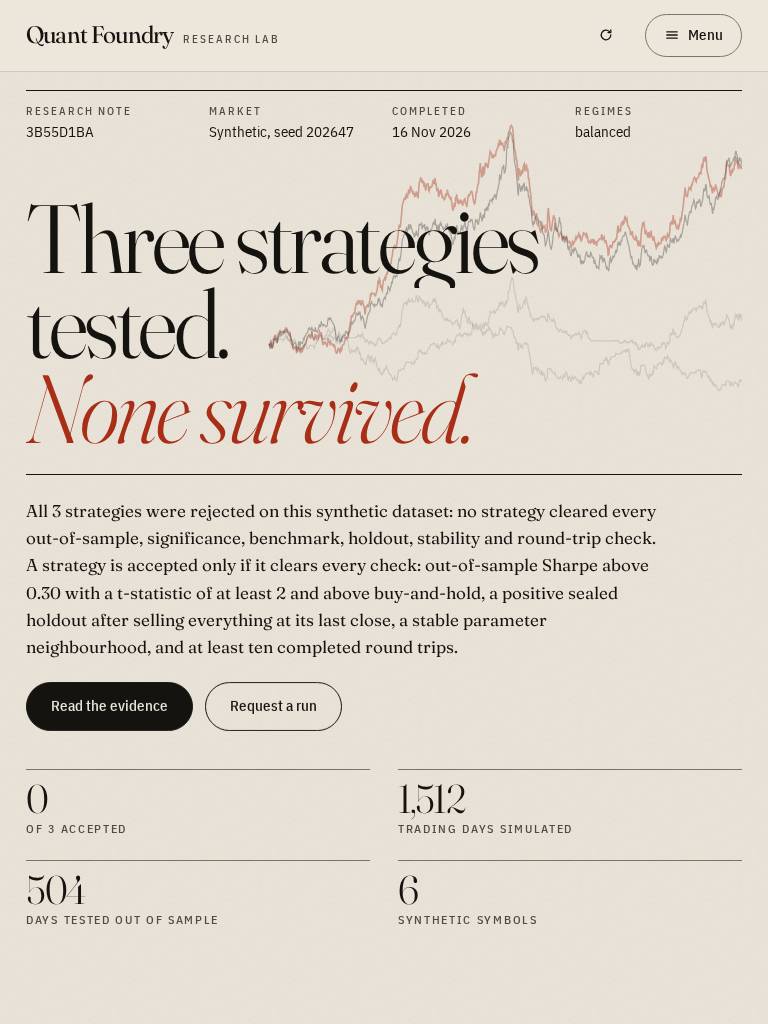 Quant Foundry RESEARCH LAB
Menu
RESEARCH NOTE
3B55D1BA
MARKET
Synthetic, seed 202647
COMPLETED
16 Nov 2026
REGIMES
balanced
Three strategies
tested.
None survived.
All 3 strategies were rejected on this synthetic dataset: no strategy cleared every
out-of-sample, significance, benchmark, holdout, stability and round-trip check.
A strategy is accepted only if it clears every check: out-of-sample Sharpe above
0.30 with a t-statistic of at least 2 and above buy-and-hold, a positive sealed
holdout after selling everything at its last close, a stable parameter
neighbourhood, and at least ten completed round trips.
Read the evidence
Request a run
0
OF 3 ACCEPTED
1,512
TRADING DAYS SIMULATED
504
DAYS TESTED OUT OF SAMPLE
6
SYNTHETIC SYMBOLS